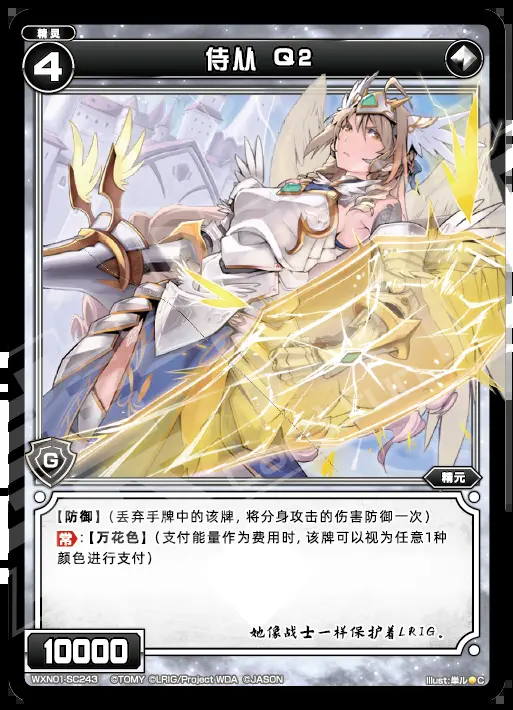 精灵
4
侍从 Q2
G
精元
【防御】（丢弃手牌中的该牌，将分身攻击的伤害防御一次）
常：【万花色】（支付能量作为费用时，该牌可以视为任意1种
颜色进行支付）
她像战士一样保护着LRIG。
10000
WXN01-SC243 ©TOMY ©LRIG/Project WDA ©JASON
Illust:単ル C